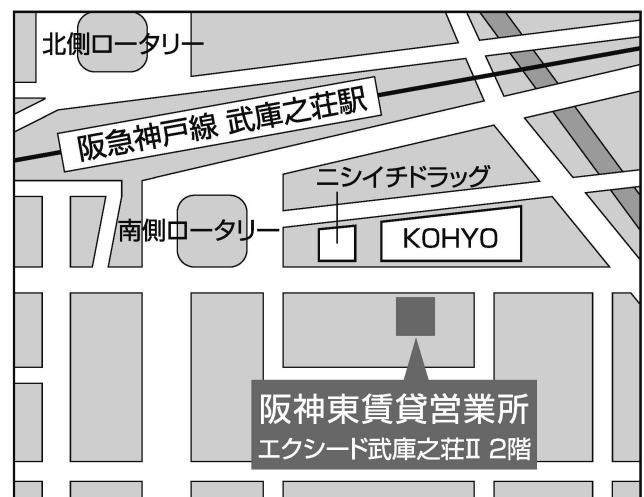 北側ロータリー
阪急神戸線 武庫之荘駅
ニシイチドラッグ
南側ロータリー
KOHYO
阪神東賃貸営業所
エクシード武庫之荘Ⅱ 2階